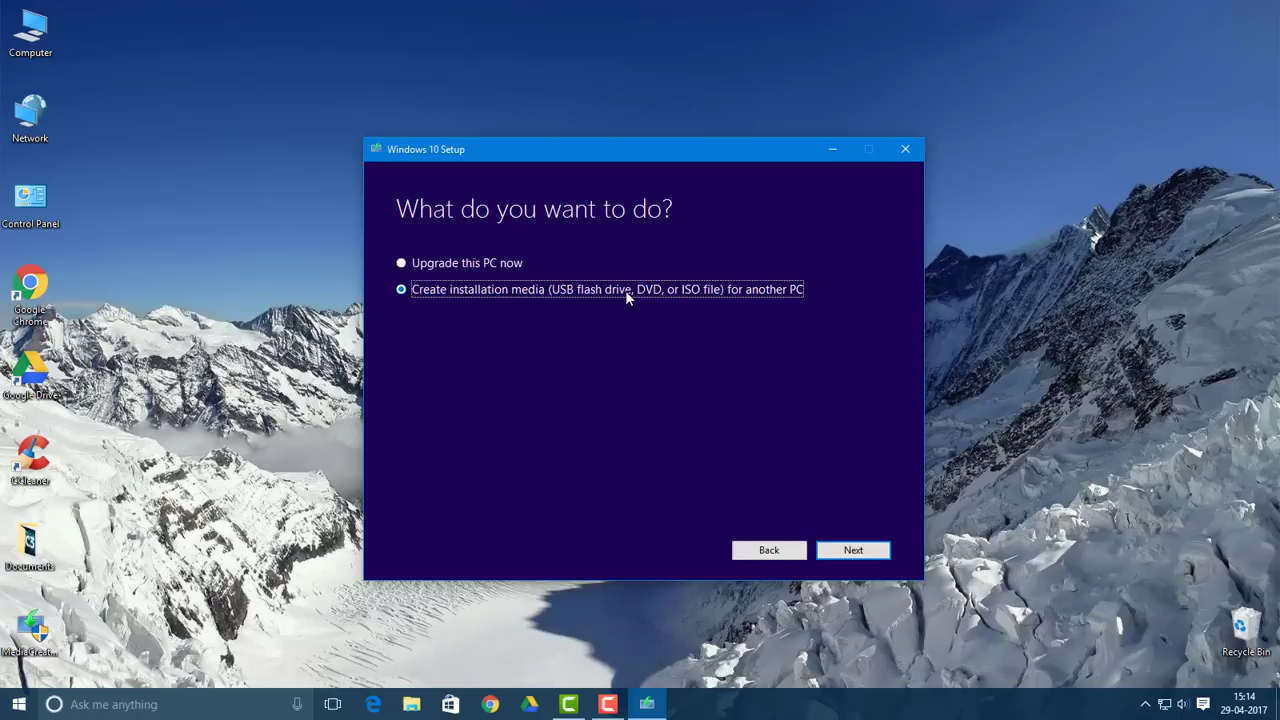 Computer
Network
Control Panel
Google
Chrome
Google Drive
CCleaner
Documents
MediaCreat...
Windows 10 Setup
What do you want to do?
Upgrade this PC now
Create installation media (USB flash drive, DVD, or ISO file) for another PC
Back
Next
Recycle Bin
Ask me anything
15:14
29-04-2017